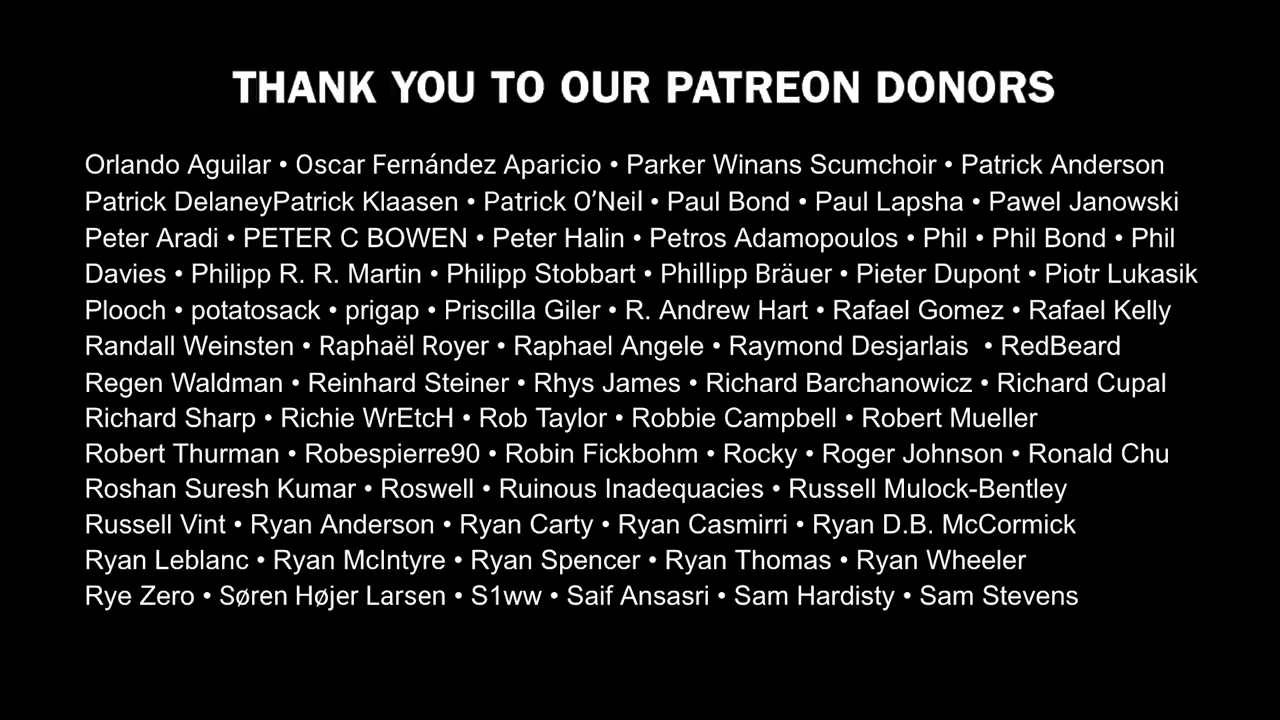 THANK YOU TO OUR PATREON DONORS
Orlando Aguilar • Oscar Fernández Aparicio • Parker Winans Scumchoir • Patrick Anderson
Patrick DelaneyPatrick Klaasen • Patrick O’Neil • Paul Bond • Paul Lapsha • Pawel Janowski
Peter Aradi • PETER C BOWEN • Peter Halin • Petros Adamopoulos • Phil • Phil Bond • Phil
Davies • Philipp R. R. Martin • Philipp Stobbart • Phillipp Bräuer • Pieter Dupont • Piotr Lukasik
Plooch • potatosack • prigap • Priscilla Giler • R. Andrew Hart • Rafael Gomez • Rafael Kelly
Randall Weinsten • Raphaël Royer • Raphael Angele • Raymond Desjarlais  • RedBeard
Regen Waldman • Reinhard Steiner • Rhys James • Richard Barchanowicz • Richard Cupal
Richard Sharp • Richie WrEtcH • Rob Taylor • Robbie Campbell • Robert Mueller
Robert Thurman • Robespierre90 • Robin Fickbohm • Rocky • Roger Johnson • Ronald Chu
Roshan Suresh Kumar • Roswell • Ruinous Inadequacies • Russell Mulock-Bentley
Russell Vint • Ryan Anderson • Ryan Carty • Ryan Casmirri • Ryan D.B. McCormick
Ryan Leblanc • Ryan McIntyre • Ryan Spencer • Ryan Thomas • Ryan Wheeler
Rye Zero • Søren Højer Larsen • S1ww • Saif Ansasri • Sam Hardisty • Sam Stevens